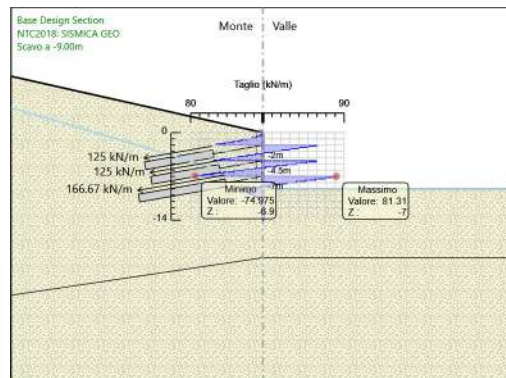 Base Design Section
NTC2018: SISMICA GEO
Scavo a -9.00m
Monte Valle
Taglio (kN/m)
80 90
0
125 kN/m
-2m
125 kN/m
-4.5m
166.67 kN/m
-7m
Minimo
Valore: -74.975
Z : -6.9
Massimo
Valore: 81.31
Z : -7
-14